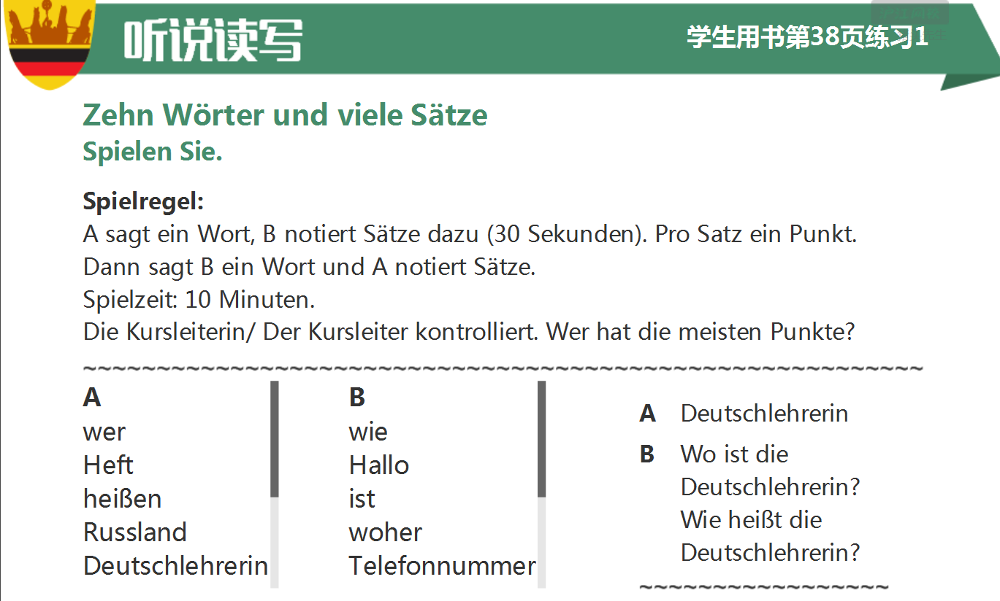 听说读写
学生用书第38页练习1
Zehn Wörter und viele Sätze
Spielen Sie.
Spielregel:
A sagt ein Wort, B notiert Sätze dazu (30 Sekunden). Pro Satz ein Punkt.
Dann sagt B ein Wort und A notiert Sätze.
Spielzeit: 10 Minuten.
Die Kursleiterin/ Der Kursleiter kontrolliert. Wer hat die meisten Punkte?
~~~~~~~~~~~~~~~~~~~~~~~~~~~~~~~~~~~~~~~~~~~~~~~~~~~~~~~~~
A
wer
Heft
heißen
Russland
Deutschlehrerin
B
wie
Hallo
ist
woher
Telefonnummer
A Deutschlehrerin
B Wo ist die
Deutschlehrerin?
Wie heißt die
Deutschlehrerin?
~~~~~~~~~~~~~~~~~